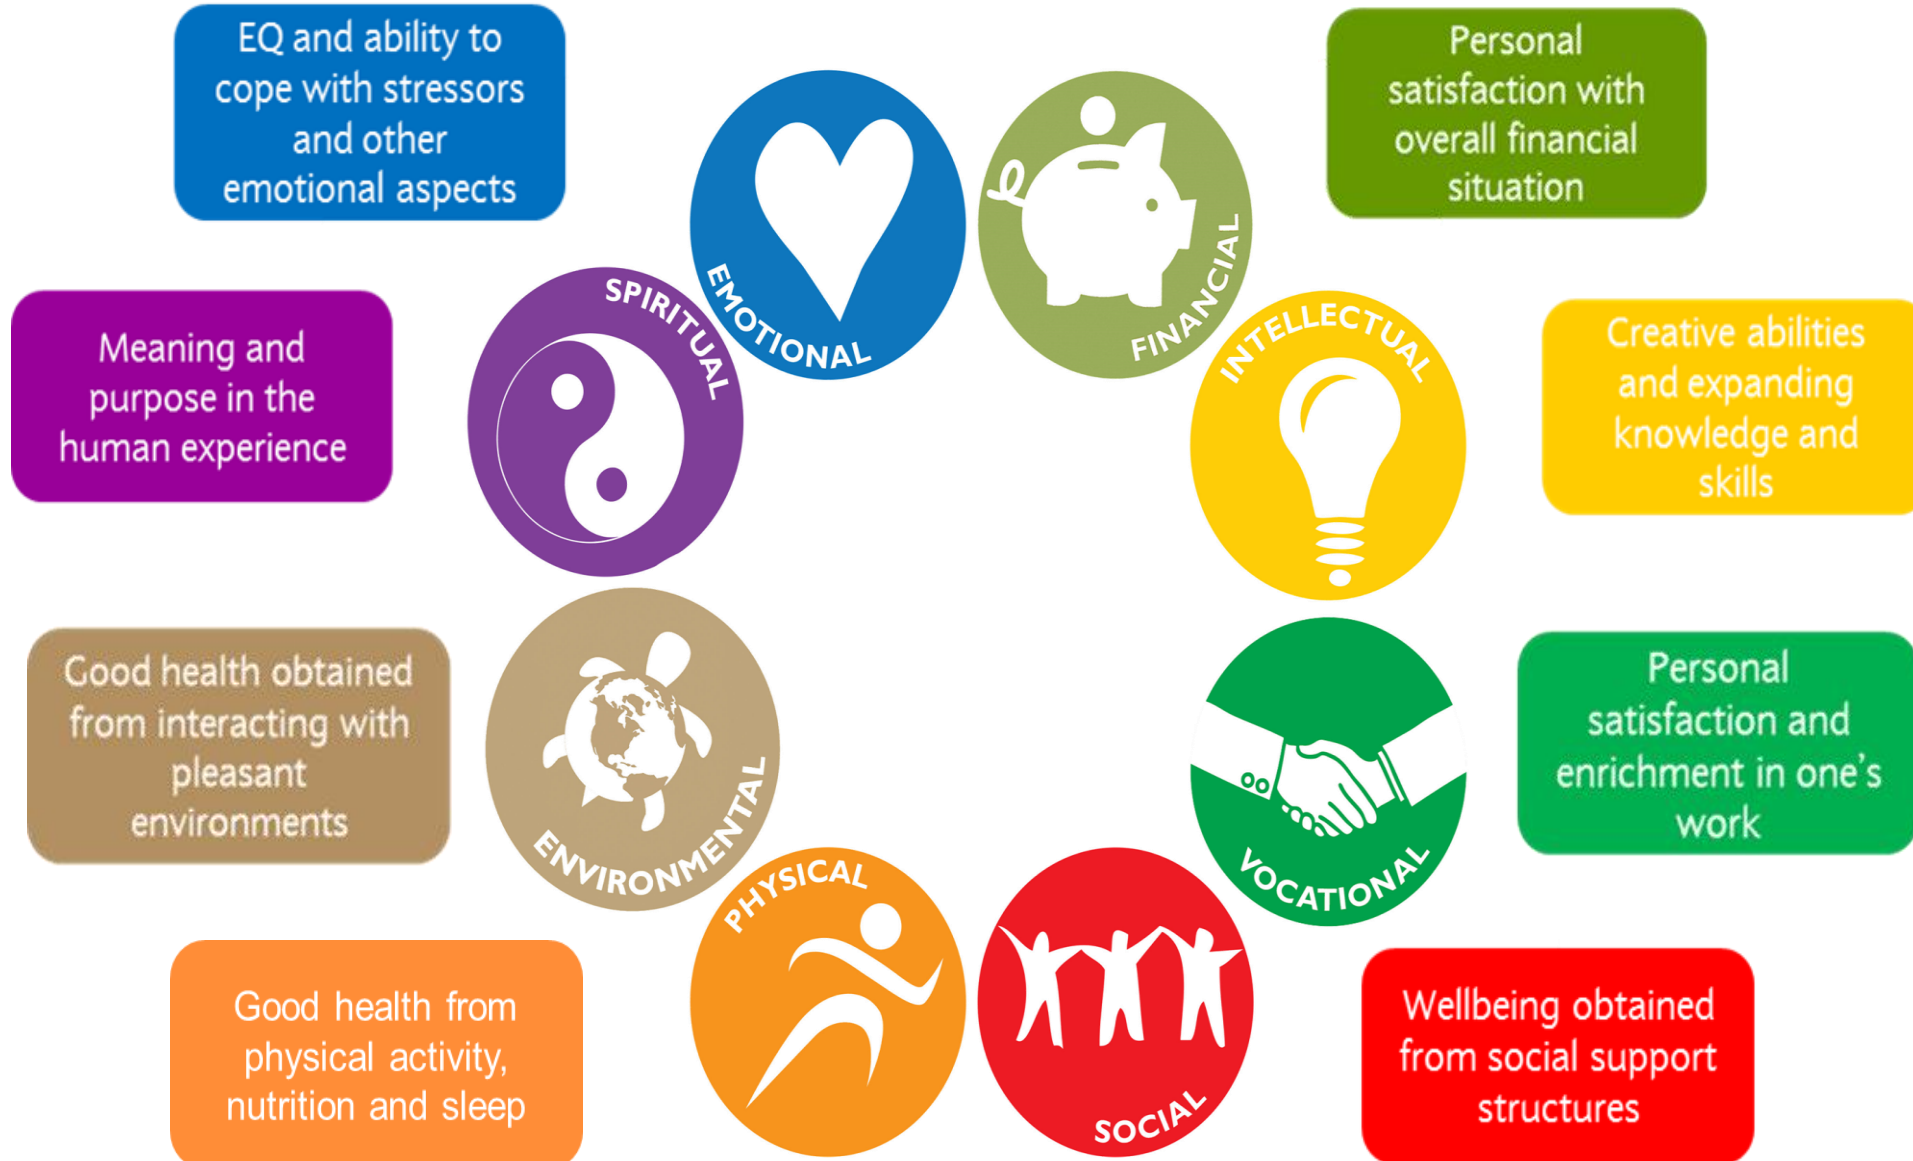 EQ and ability to
cope with stressors
and other
emotional aspects
EMOTIONAL
FINANCIAL
Personal
satisfaction with
overall financial
situation
Meaning and
purpose in the
human experience
SPIRITUAL
INTELLECTUAL
Creative abilities
and expanding
knowledge and
skills
Good health obtained
from interacting with
pleasant
environments
ENVIRONMENTAL
VOCATIONAL
Personal
satisfaction and
enrichment in one's
work
Good health from
physical activity,
nutrition and sleep
PHYSICAL
SOCIAL
Wellbeing obtained
from social support
structures